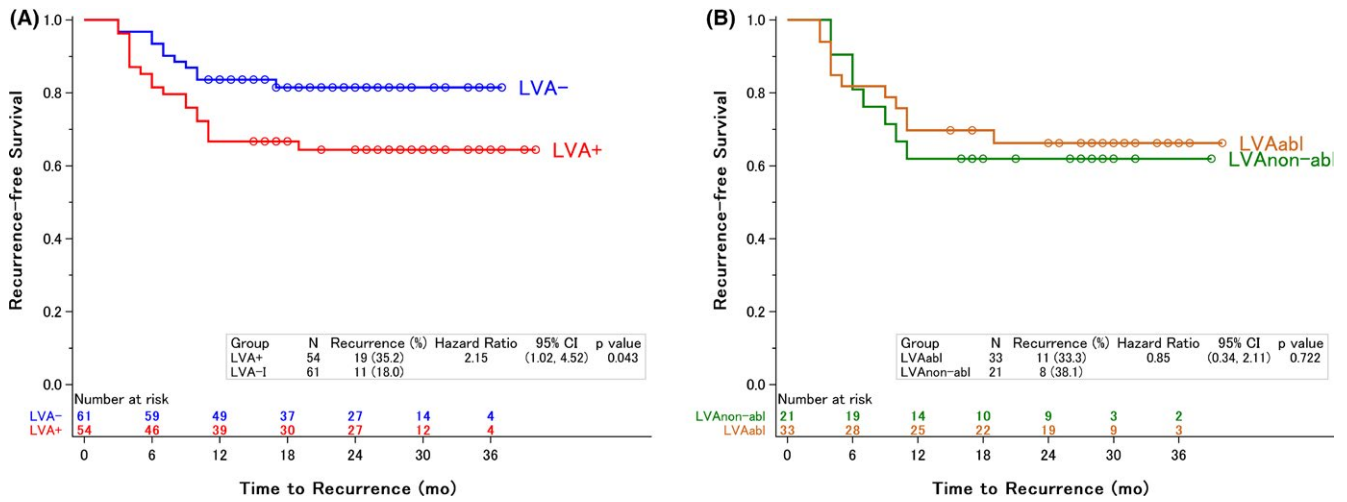 (A)
Recurrence-free Survival
1.0
0.8
0.6
0.4
0.2
0.0
LVA-
LVA+
Group N Recurrence (%) Hazard Ratio 95% CI p value
LVA+ 54 19 (35.2) 2.15 (1.02, 4.52) 0.043
LVA-I 61 11 (18.0)
Number at risk
LVA- 61 59 49 37 27 14 4
LVA+ 54 46 39 30 27 12 4
0 6 12 18 24 30 36
Time to Recurrence (mo)
(B)
Recurrence-free Survival
1.0
0.8
0.6
0.4
0.2
0.0
LVAabl
LVAnon-abl
Group N Recurrence (%) Hazard Ratio 95% CI p value
LVAabl 33 11 (33.3) 0.85 (0.34, 2.11) 0.722
LVAnon-abl 21 8 (38.1)
Number at risk
LVAnon-abl 21 19 14 10 9 3 2
LVAabl 33 28 25 22 19 9 3
0 6 12 18 24 30 36
Time to Recurrence (mo)